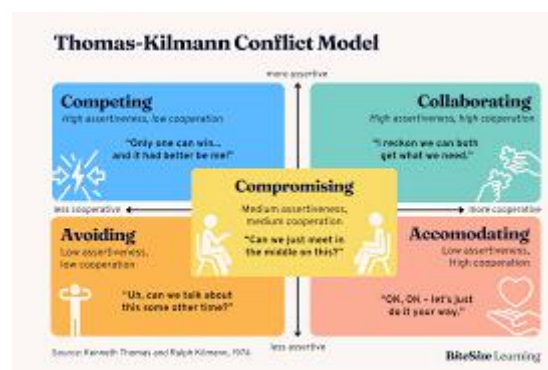 Thomas-Kilmann Conflict Model
more assertive
Competing
High assertiveness, low cooperation
"Only one can win...
and it had better be me!"
Collaborating
High assertiveness, high cooperation
"I reckon we can both
get what we need."
Compromising
Medium assertiveness,
medium cooperation
"Can we just meet in
the middle on this?"
less cooperative
more cooperative
Avoiding
Low assertiveness,
low cooperation
"Uh, can we talk about
this some other time?"
Accomodating
Low assertiveness,
High cooperation
"OK, OK – let's just
do it your way."
less assertive
Source: Kenneth Thomas and Ralph Kilmann, 1974
BiteSize Learning